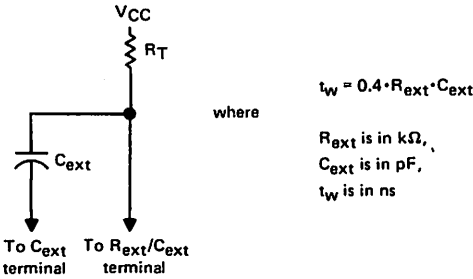 VCC
RT
Cext
To Cext
terminal
To Rext/Cext
terminal
where
tw = 0.4·Rext·Cext
Rext is in kΩ,
Cext is in pF,
tw is in ns